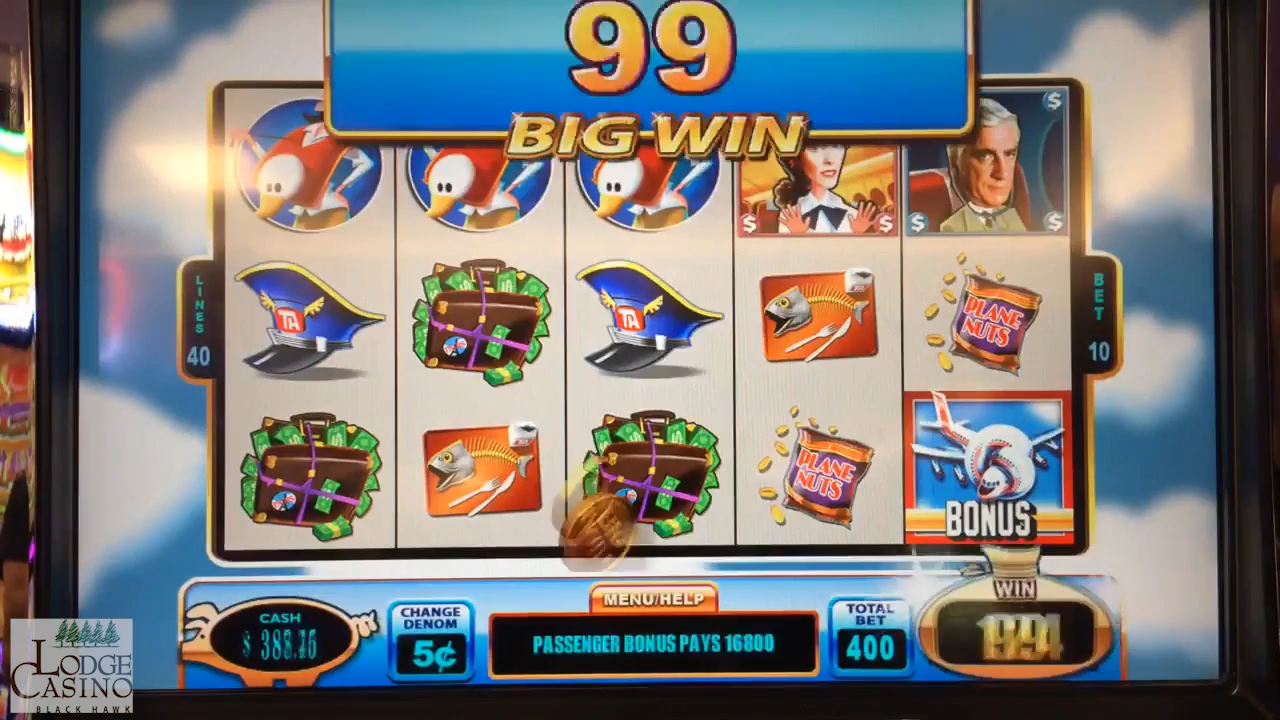 99
BIG WIN
$
$ $ $ $
LINES
40
TA
TA
PLANE
NUTS
BET
10
PLANE
NUTS
BONUS
MENU/HELP
WIN
CASH
CHANGE
DENOM
5¢
PASSENGER BONUS PAYS 16800
TOTAL
BET
400
LODGE
CASINO
BLACK HAWK